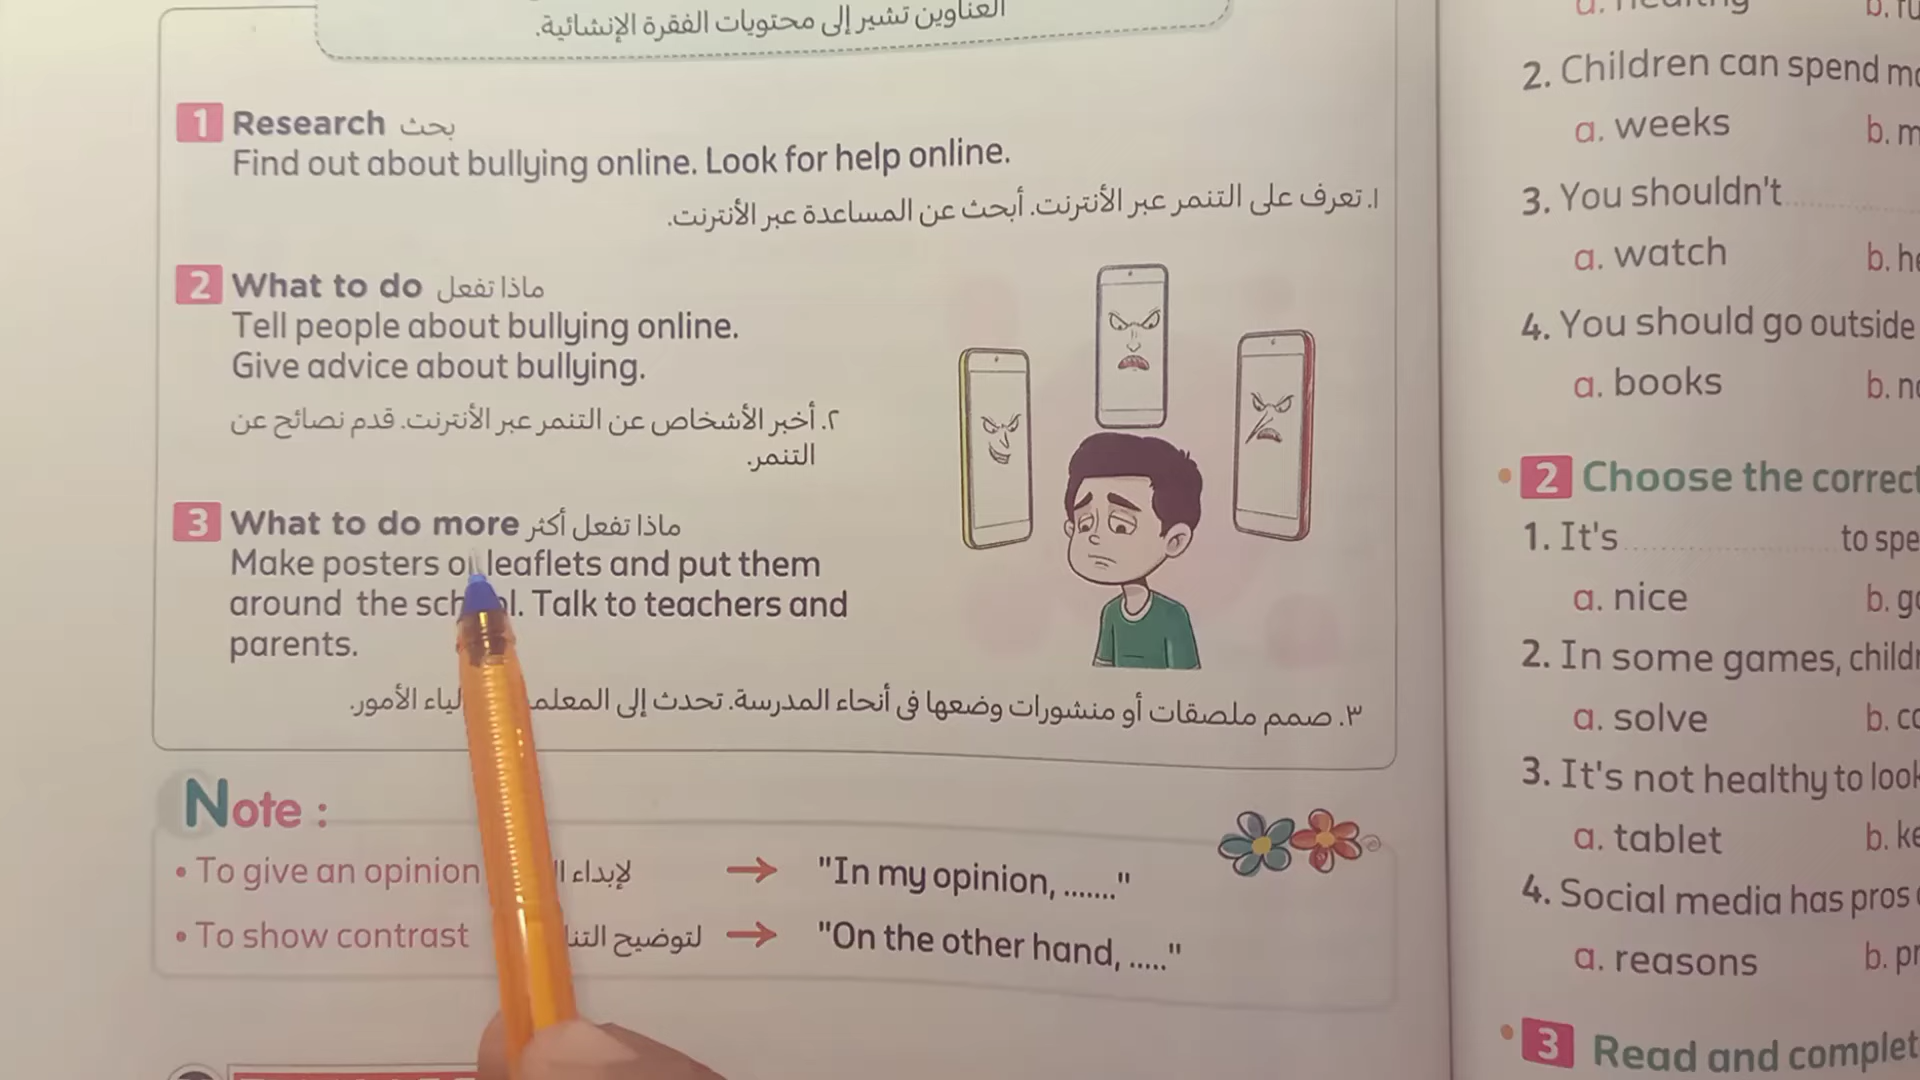 العناوين تشير إلى محتويات الفقرة الإنشائية.
1 Research بحث
Find out about bullying online. Look for help online.
١. تعرف على التنمر عبر الأنترنت. أبحث عن المساعدة عبر الأنترنت.
2 What to do ماذا تفعل
Tell people about bullying online.
Give advice about bullying.
٢. أخبر الأشخاص عن التنمر عبر الأنترنت. قدم نصائح عن
التنمر.
3 What to do more ماذا تفعل أكثر
Make posters leaflets and put them
around the Talk to teachers and
parents.
٣. صمم ملصقات أو منشورات وضعها فى أنحاء المدرسة. تحدث إلى الأمور.
Note :
• To give an opinion لإبداء → "In my opinion, ......."
• To show contrast لتوضيح → "On the other hand, ....."
2. Children can spend
a. weeks b.
3. You shouldn't
a. watch b.
4. You should go outside
a. books b.
2 Choose the correct
1. It's to
a. nice b.
2. In some games,
a. solve b.
3. It's not healthy to look
a. tablet b.
4. Social media has pros
a. reasons b.
3 Read and